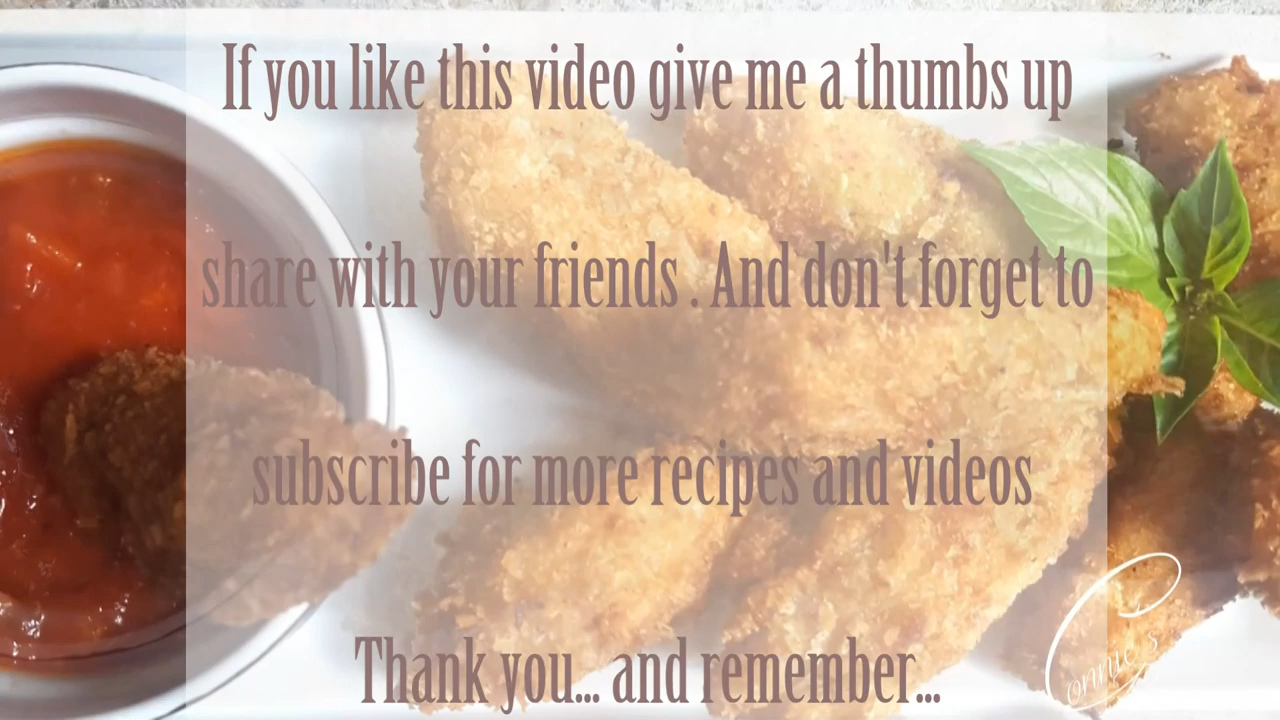 If you like this video give me a thumbs up
share with your friends . And don't forget to
subscribe for more recipes and videos
Thank you... and remember...
Connie's